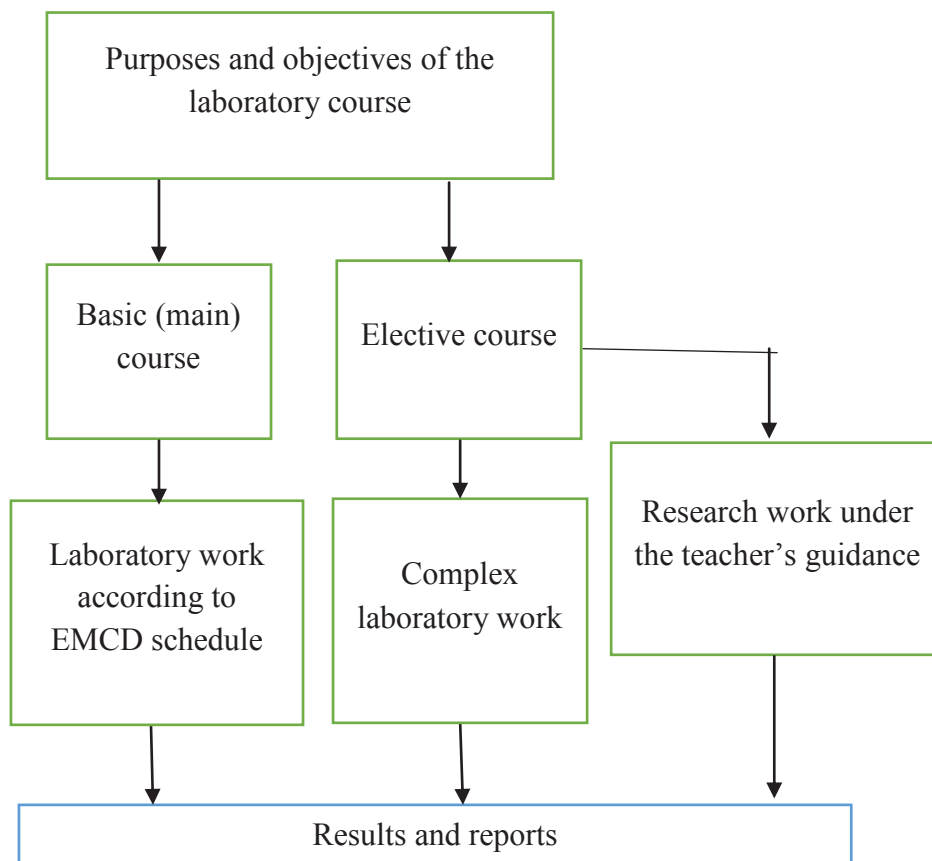 Purposes and objectives of the
laboratory course
Basic (main)
course
Elective course
Laboratory work
according to
EMCD schedule
Complex
laboratory work
Research work under
the teacher’s guidance
Results and reports